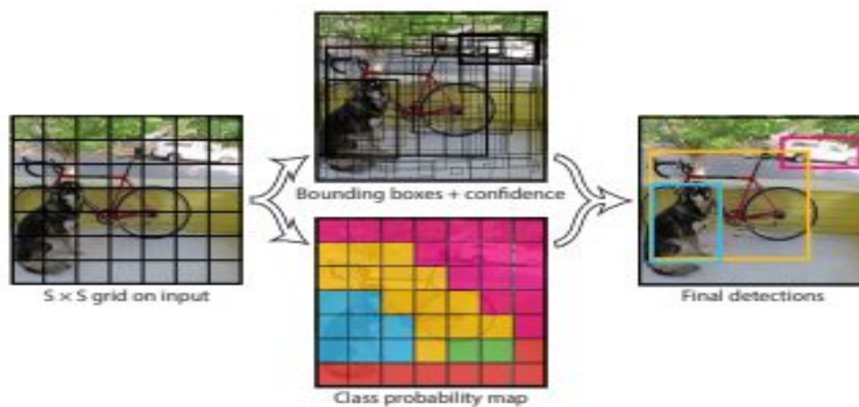 Bounding boxes + confidence
S × S grid on input
Final detections
Class probability map